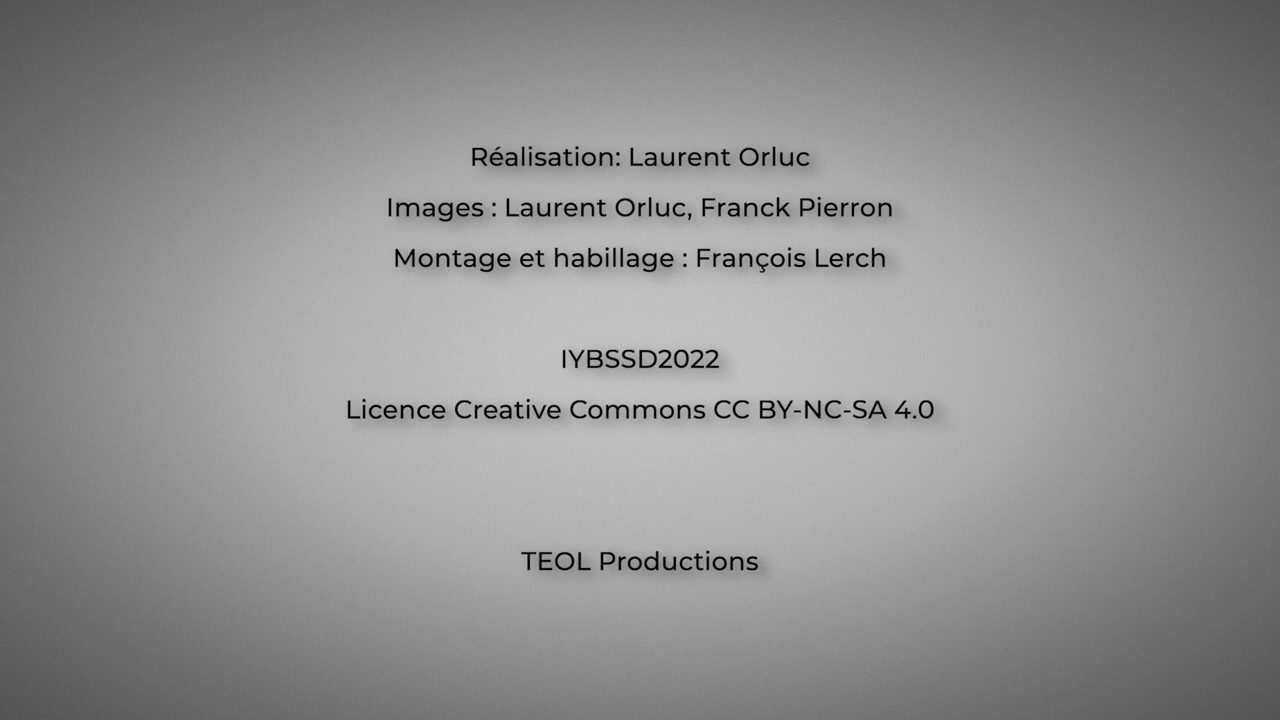 Réalisation: Laurent Orluc
Images : Laurent Orluc, Franck Pierron
Montage et habillage : François Lerch
IYBSSD2022
Licence Creative Commons CC BY-NC-SA 4.0
TEOL Productions